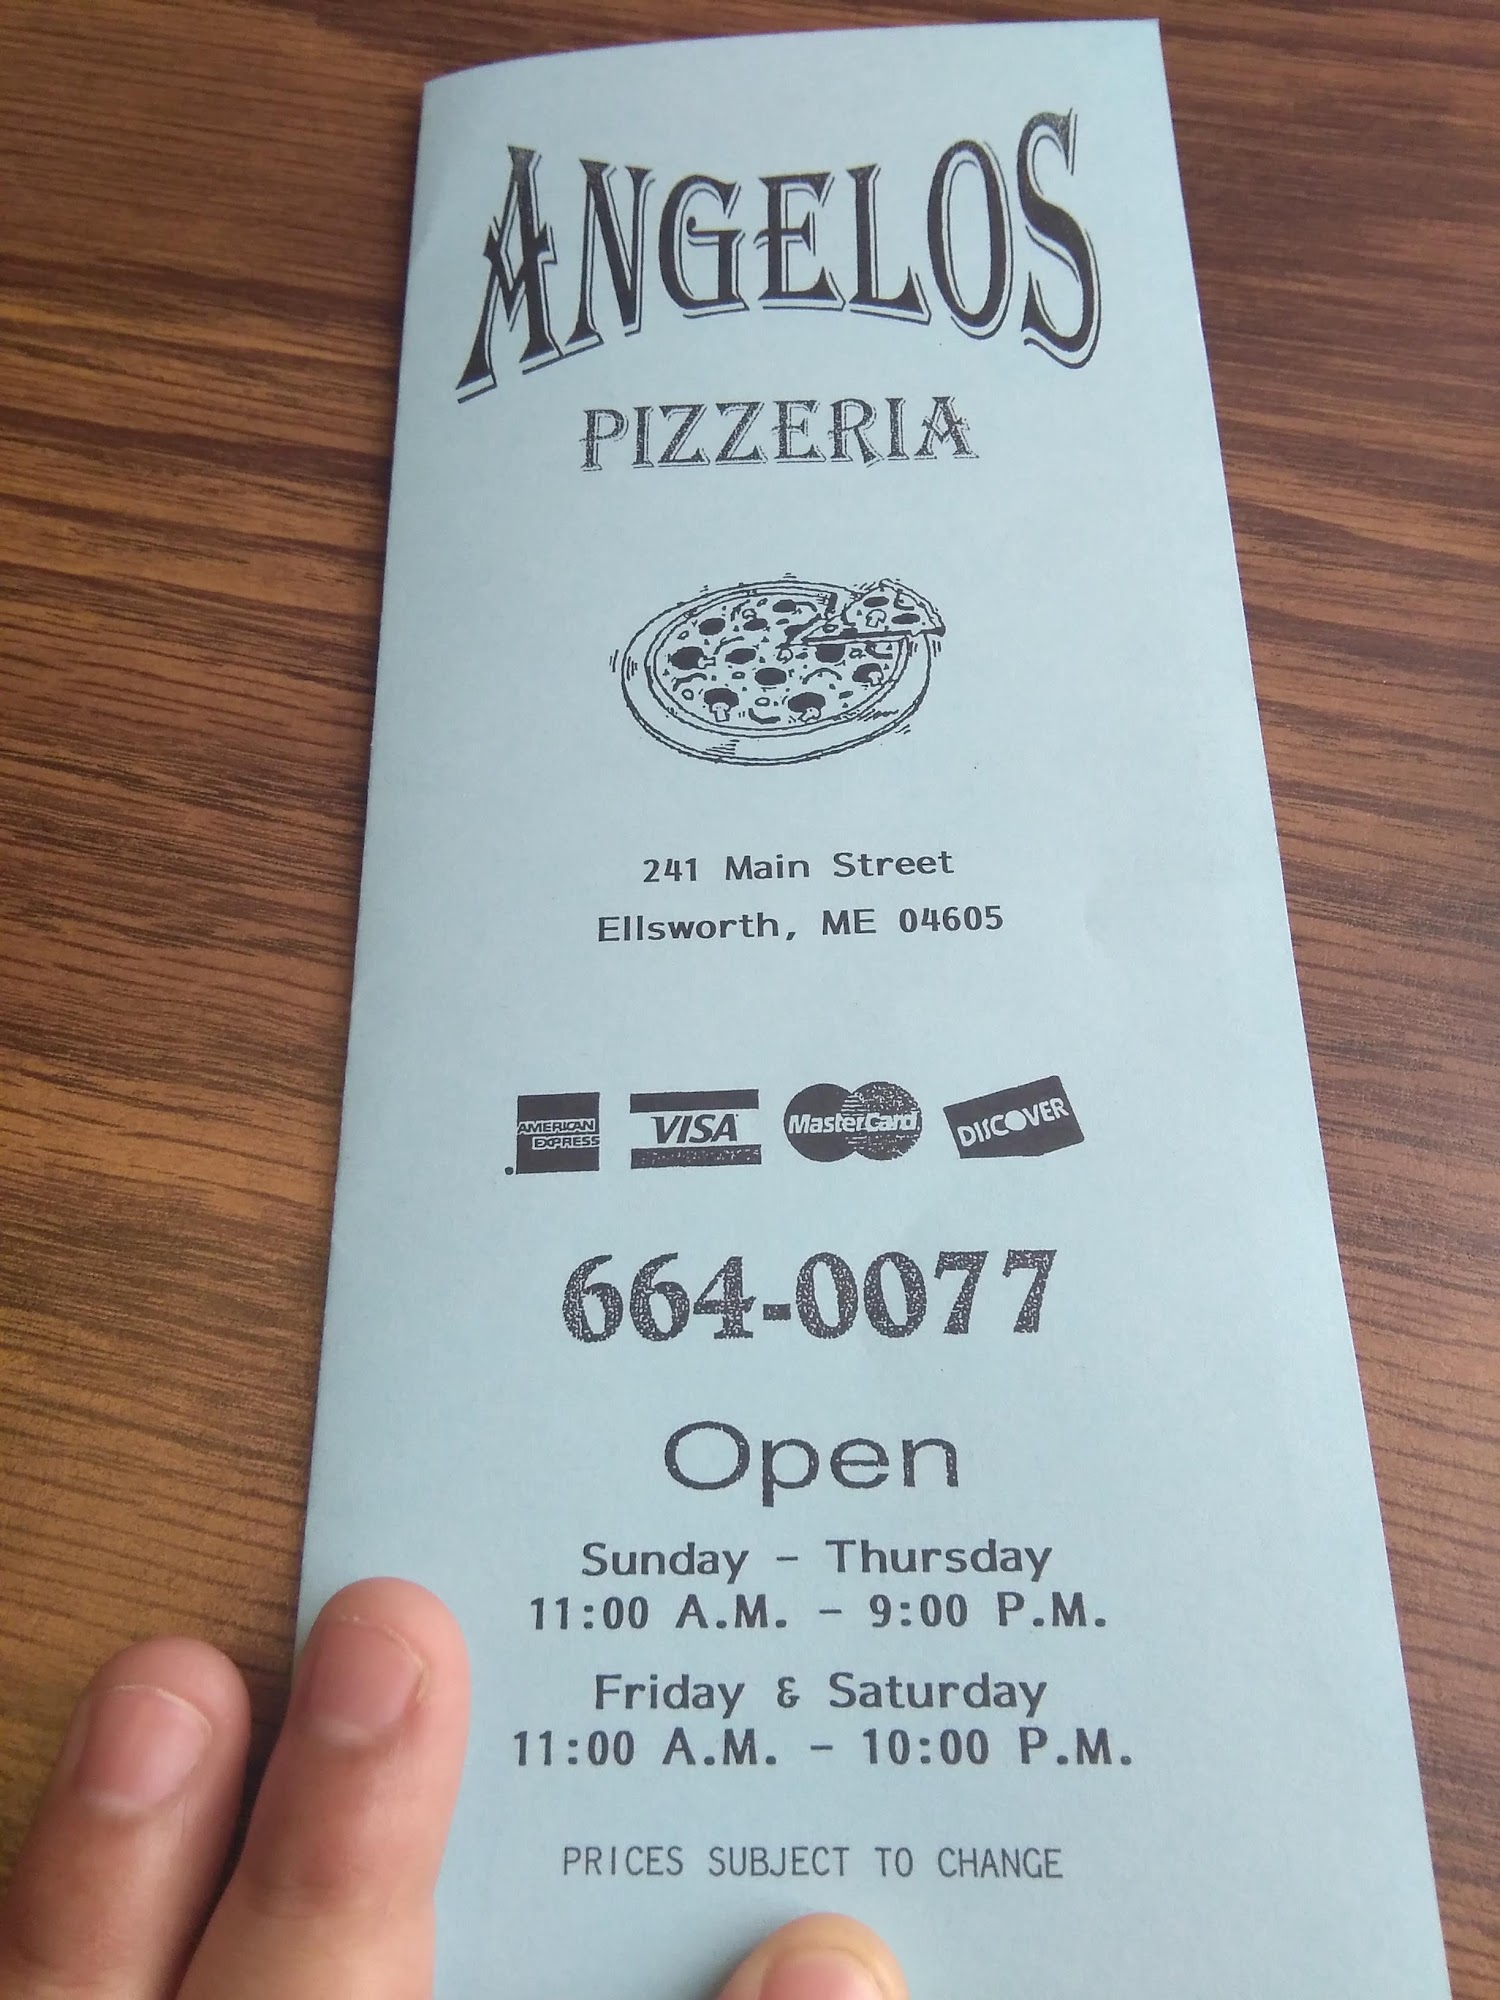 ANGELOS
PIZZERIA
241 Main Street
Ellsworth, ME 04605
AMERICAN EXPRESS VISA MasterCard DISCOVER
664-0077
Open
Sunday - Thursday
11:00 A.M. - 9:00 P.M.
Friday & Saturday
11:00 A.M. - 10:00 P.M.
PRICES SUBJECT TO CHANGE